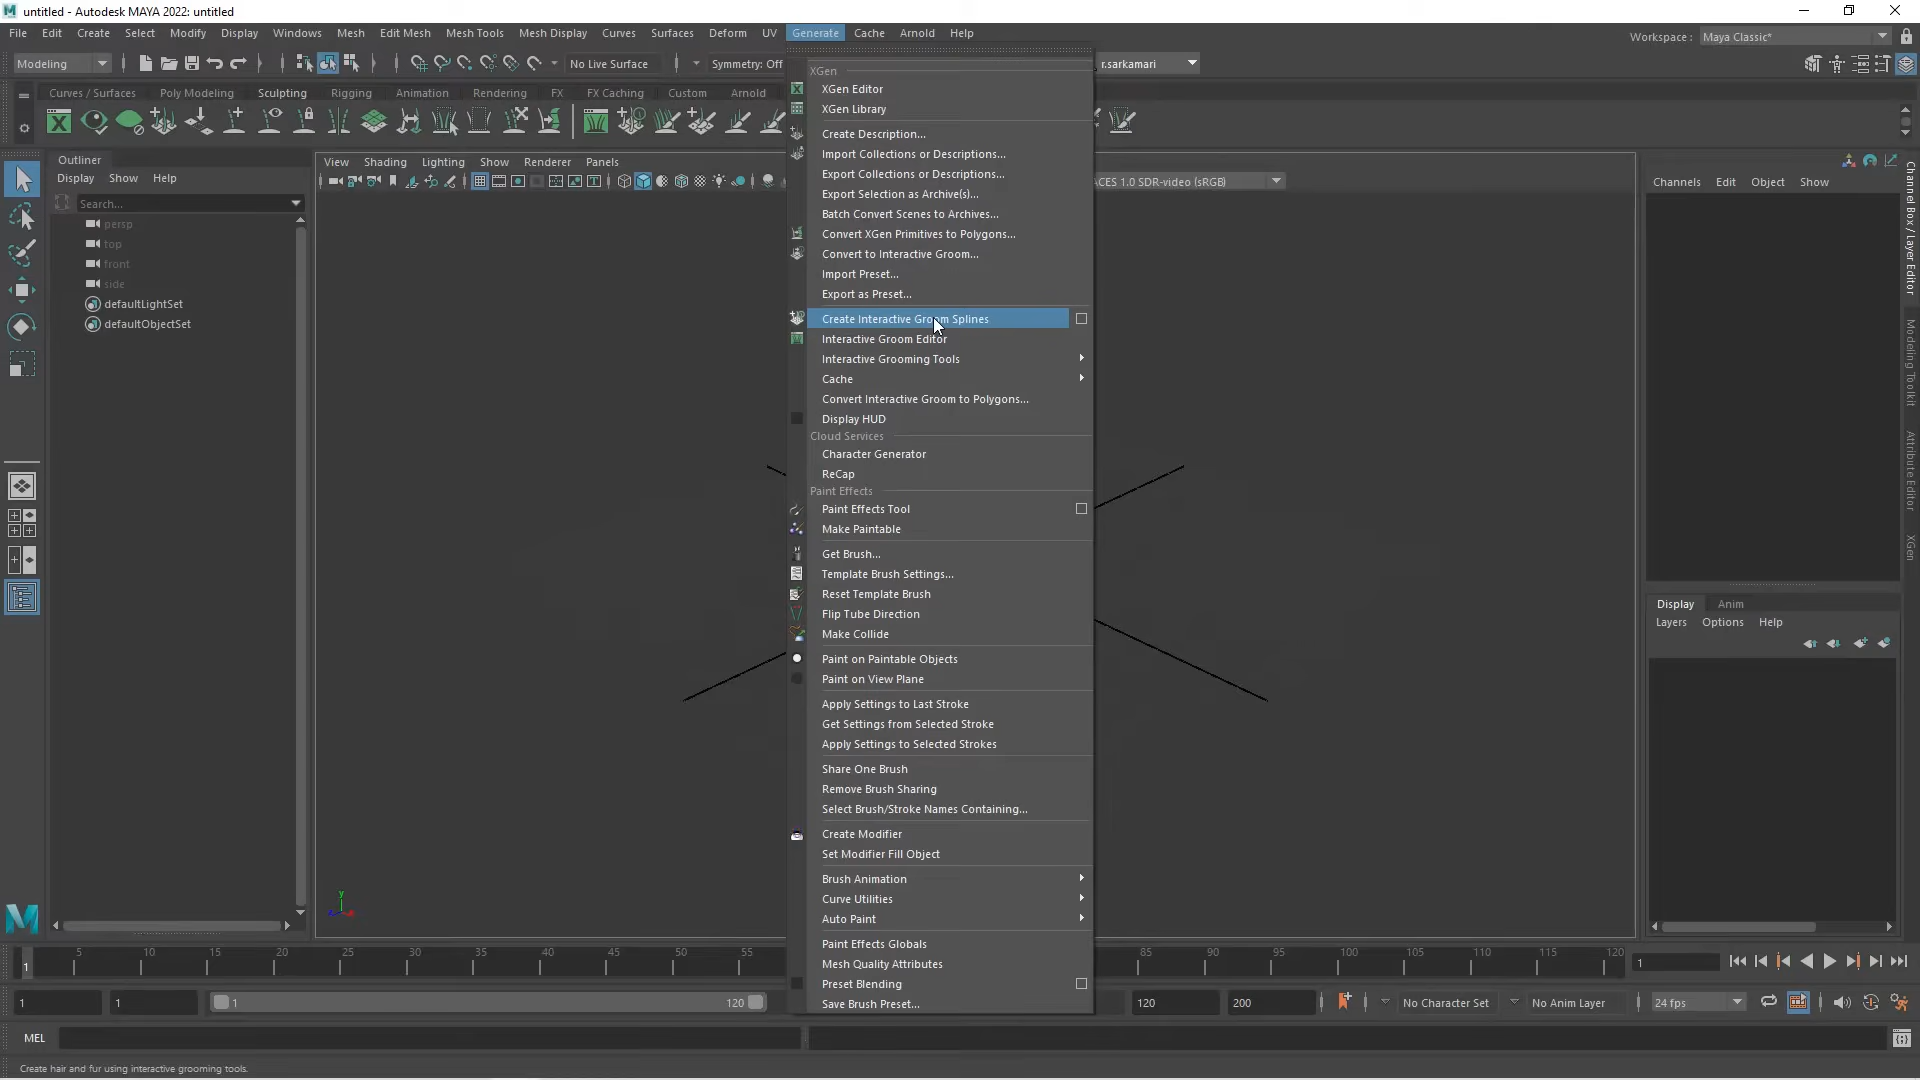 untitled - Autodesk MAYA 2022: untitled
File Edit Create Select Modify Display Windows Mesh Edit Mesh Mesh Tools Mesh Display Curves Surfaces Deform UV Generate Cache Arnold Help
Workspace : Maya Classic*
Modeling No Live Surface Symmetry: Off r.sarkamari
Curves / Surfaces Poly Modeling Sculpting Rigging Animation Rendering FX FX Caching Custom Arnold
Outliner
Display Show Help
Search...
persp
top
front
side
defaultLightSet
defaultObjectSet
View Shading Lighting Show Renderer Panels
ACES 1.0 SDR-video (sRGB)
XGen
XGen Editor
XGen Library
Create Description...
Import Collections or Descriptions...
Export Collections or Descriptions...
Export Selection as Archive(s)...
Batch Convert Scenes to Archives...
Convert XGen Primitives to Polygons...
Convert to Interactive Groom...
Import Preset...
Export as Preset...
Create Interactive Groom Splines
Interactive Groom Editor
Interactive Grooming Tools
Cache
Convert Interactive Groom to Polygons...
Display HUD
Cloud Services
Character Generator
ReCap
Paint Effects
Paint Effects Tool
Make Paintable
Get Brush...
Template Brush Settings...
Reset Template Brush
Flip Tube Direction
Make Collide
Paint on Paintable Objects
Paint on View Plane
Apply Settings to Last Stroke
Get Settings from Selected Stroke
Apply Settings to Selected Strokes
Share One Brush
Remove Brush Sharing
Select Brush/Stroke Names Containing...
Create Modifier
Set Modifier Fill Object
Brush Animation
Curve Utilities
Auto Paint
Paint Effects Globals
Mesh Quality Attributes
Preset Blending
Save Brush Preset...
Channels Edit Object Show
Channel Box / Layer Editor
Modeling Toolkit
Attribute Editor
XGen
Display Anim
Layers Options Help
y
5 10 15 20 25 30 35 40 45 50 55 85 90 95 100 105 110 115 120
1
1
1 1 1 120 120 200 No Character Set No Anim Layer 24 fps
MEL
Create hair and fur using interactive grooming tools.